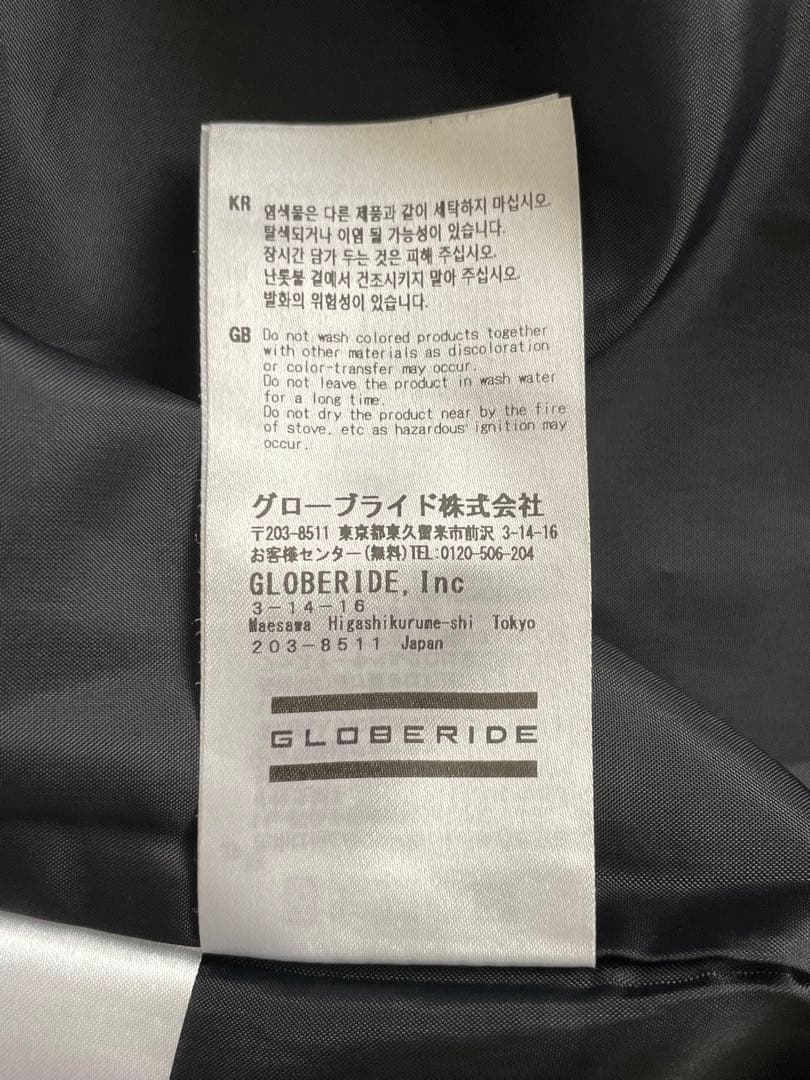 KR
염색물은 다른 제품과 같이 세탁하지 마십시오.
탈색되거나 이염 될 가능성이 있습니다.
장시간 담가 두는 것은 피해 주십시오.
난롯불 곁에서 건조시키지 말아 주십시오.
발화의 위험성이 있습니다.
GB
Do not wash colored products together
with other materials as discoloration
or color-transfer may occur.
Do not leave the product in wash water
for a long time.
Do not dry the product near by the fire
of stove. etc as hazardous ignition may
occur.
グローブライド株式会社
〒203-8511 東京都東久留米市前沢 3-14-16
お客様センター(無料)TEL:0120-506-204
GLOBERIDE, Inc
3-14-16
Maesawa Higashikurume-shi Tokyo
203-8511 Japan
GLOBERIDE